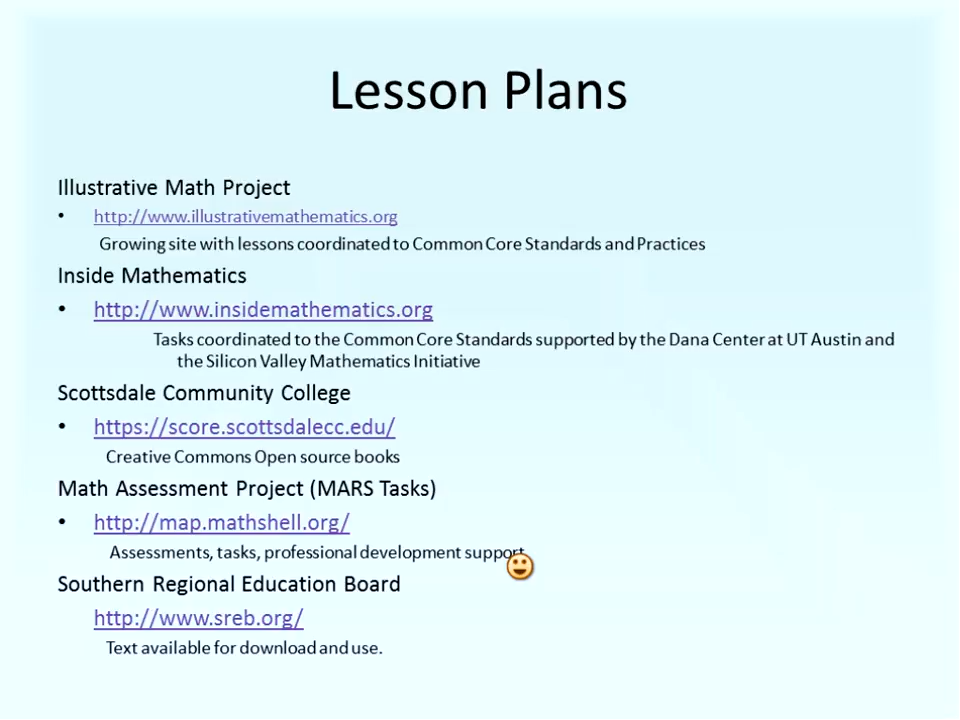 Lesson Plans
Illustrative Math Project
• http://www.illustrativemathematics.org
Growing site with lessons coordinated to Common Core Standards and Practices
Inside Mathematics
• http://www.insidemathematics.org
Tasks coordinated to the Common Core Standards supported by the Dana Center at UT Austin and
the Silicon Valley Mathematics Initiative
Scottsdale Community College
• https://score.scottsdalecc.edu/
Creative Commons Open source books
Math Assessment Project (MARS Tasks)
• http://map.mathshell.org/
Assessments, tasks, professional development support
Southern Regional Education Board
http://www.sreb.org/
Text available for download and use.